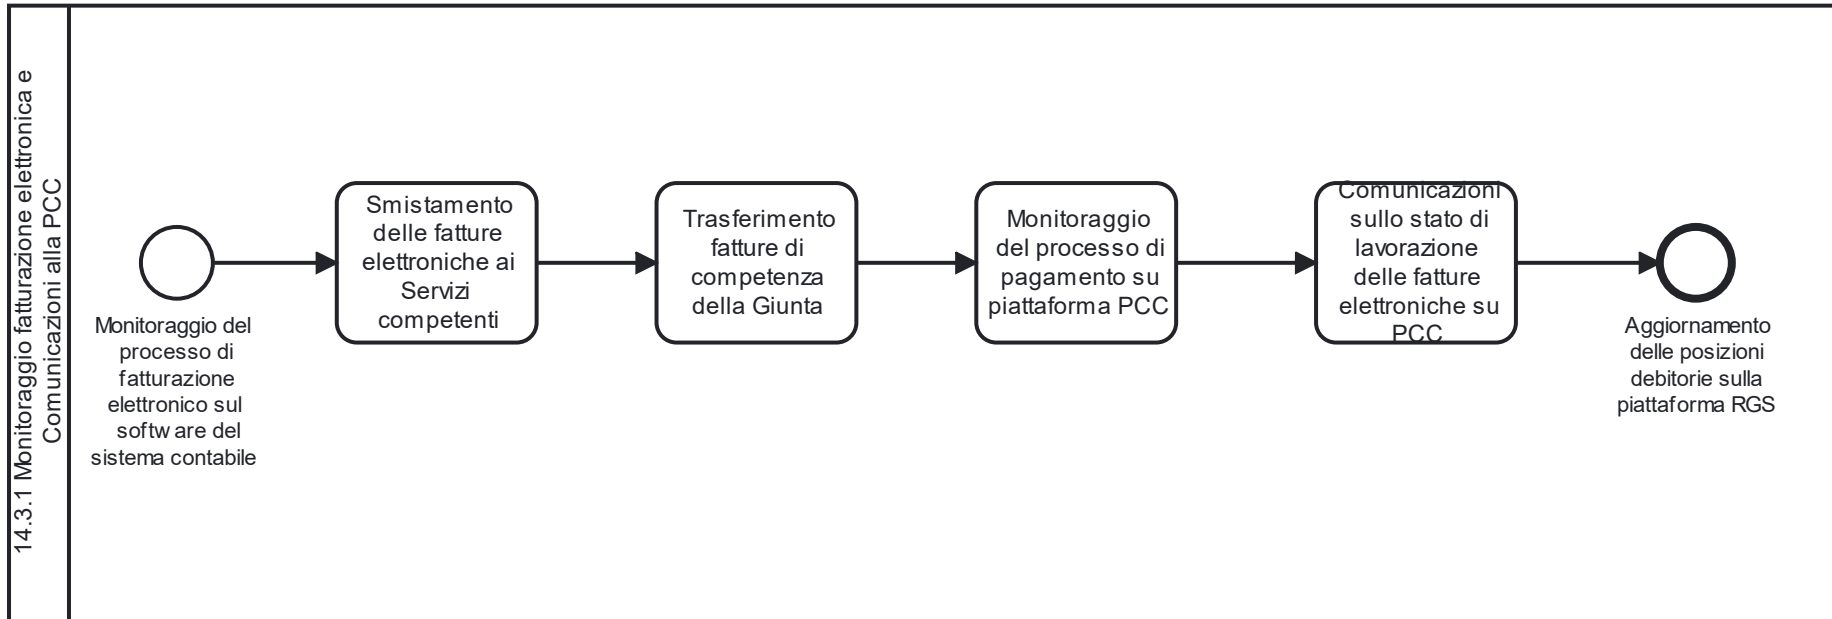 14.3.1 Monitoraggio fatturazione elettronica e
Comunicazioni alla PCC
Monitoraggio del
processo di
fatturazione
elettronico sul
software del
sistema contabile
Smistamento
delle fatture
elettroniche ai
Servizi
competenti
Trasferimento
fatture di
competenza
della Giunta
Monitoraggio
del processo di
pagamento su
piattaforma PCC
Comunicazioni
sullo stato di
lavorazione
delle fatture
elettroniche su
PCC
Aggiornamento
delle posizioni
debitorie sulla
piattaforma RGS